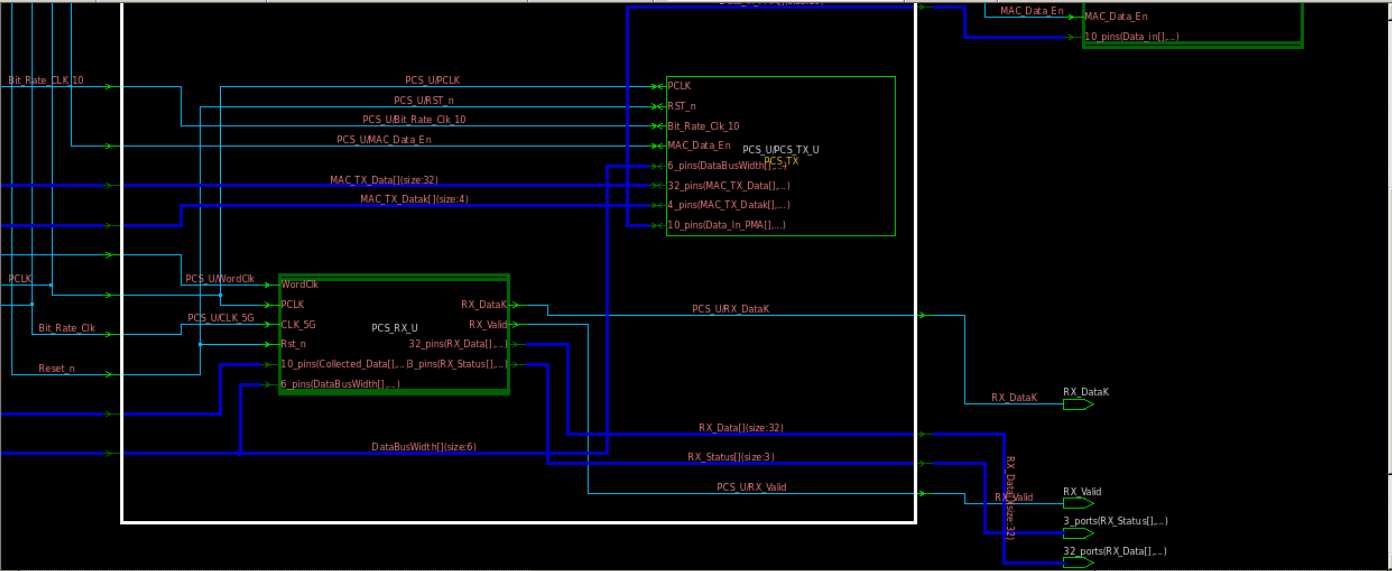 MAC_Data_En
MAC_Data_En
10_pins(Data_in[],...)
Bit_Rate_CLK_10
PCS_U/PCLK
PCLK
PCS_U/RST_n
RST_n
PCS_U/Bit_Rate_Clk_10
Bit_Rate_Clk_10
PCS_U/MAC_Data_En
MAC_Data_En
PCS_U/PCS_TX_U
PCS_TX
6_pins(DataBusWidth[],...)
MAC_TX_Data[](size:32)
32_pins(MAC_TX_Data[],...)
MAC_TX_Datak[](size:4)
4_pins(MAC_TX_Datak[],...)
10_pins(Data_In_PMA[],...)
PCLK
PCS_U/WordClk
WordClk
PCLK
RX_DataK
PCS_U/RX_DataK
Bit_Rate_Clk
PCS_U/CLK_5G
CLK_5G
PCS_RX_U
RX_Valid
Rst_n
32_pins(RX_Data[],...)
Reset_n
10_pins(Collected_Data[],...)
3_pins(RX_Status[],...)
6_pins(DataBusWidth[],...)
RX_DataK
RX_DataK
RX_Data[](size:32)
DataBusWidth[](size:6)
RX_Status[](size:3)
RX_Data[](size:32)
PCS_U/RX_Valid
RX_Valid
RX_Valid
3_ports(RX_Status[],...)
32_ports(RX_Data[],...)